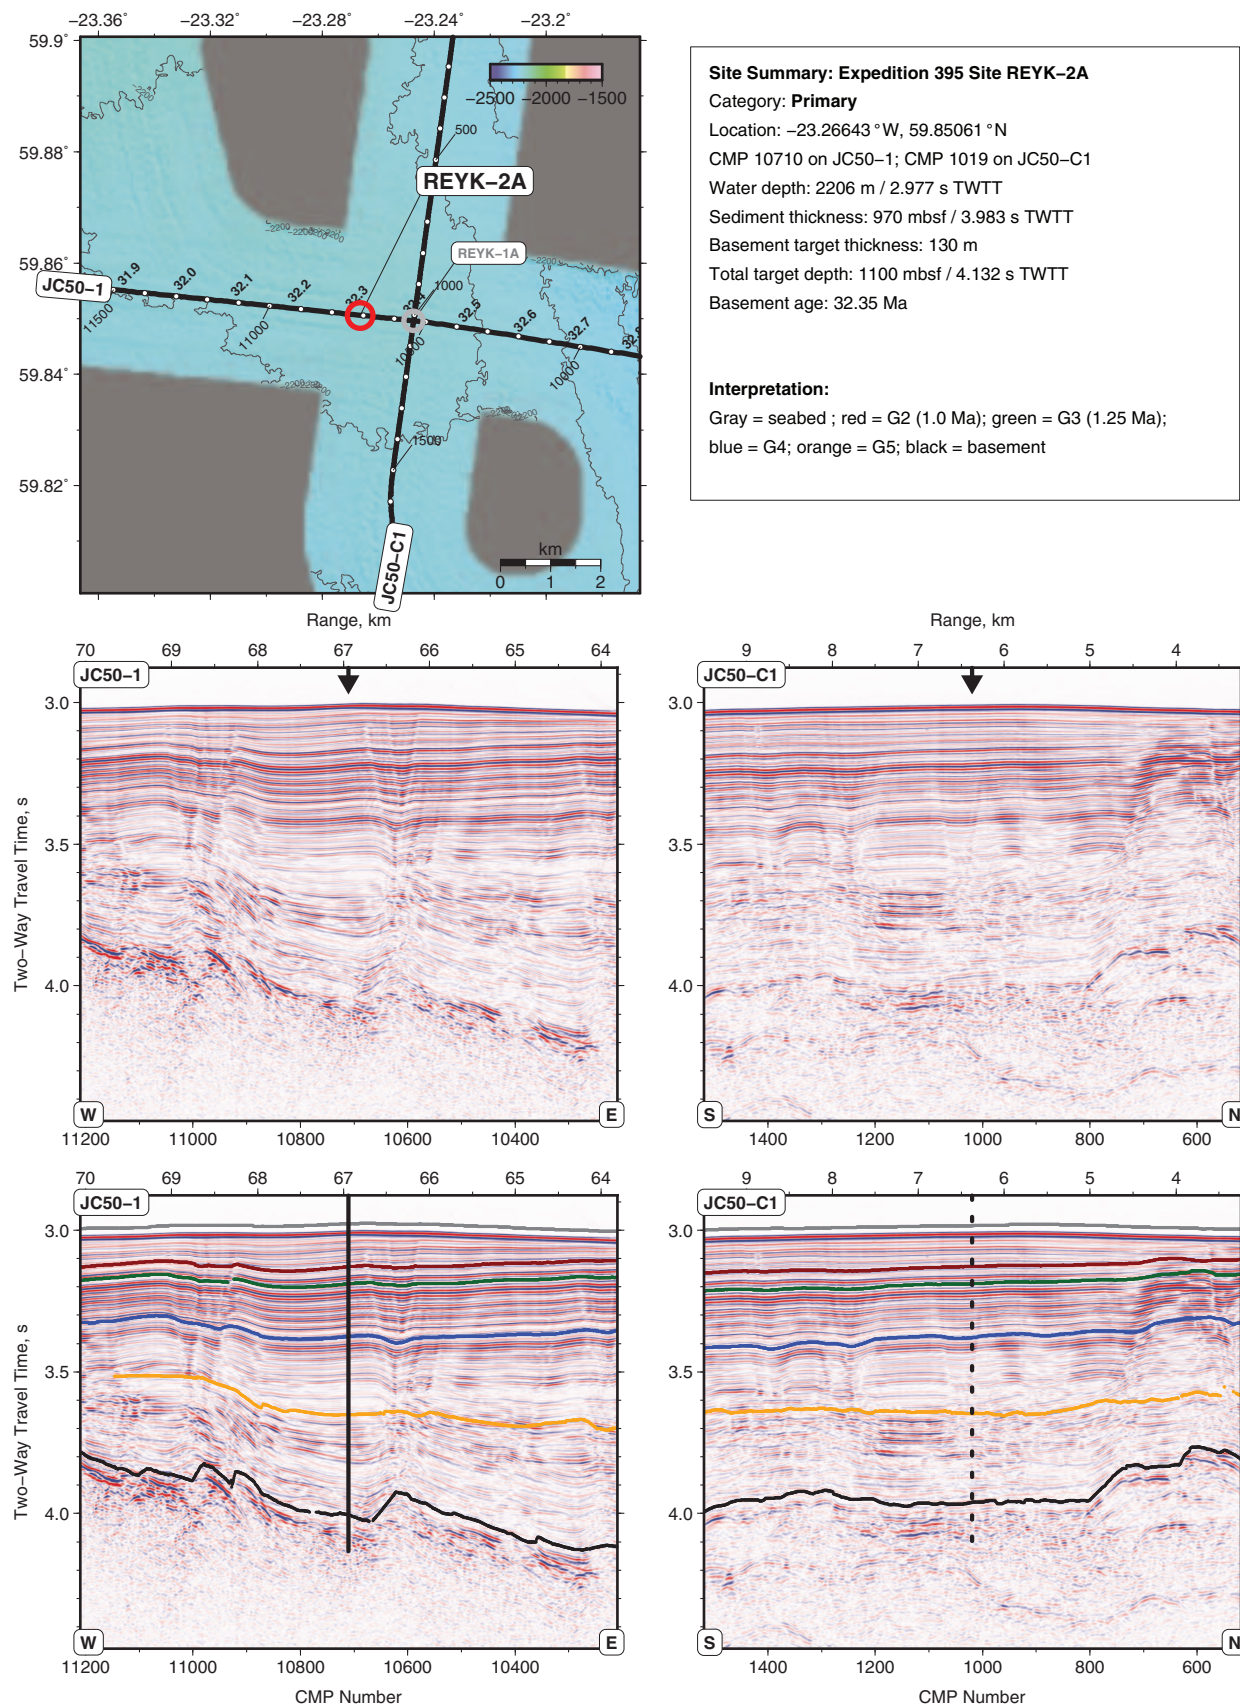 −23.36˚ −23.32˚ −23.28˚ −23.24˚ −23.2˚
59.9˚
59.88˚
59.86˚
59.84˚
59.82˚
−2500 −2000 −1500
500
REYK−2A
REYK−1A
1000
−2200
−2200
−2200
−2200
JC50−1
31.9 32.0 32.1 32.2 32.3 32.5 32.6 32.7
11500 11000 10000
1500
JC50−C1
km
0 1 2
Site Summary: Expedition 395 Site REYK−2A
Category: Primary
Location: −23.26643 °W, 59.85061 °N
CMP 10710 on JC50−1; CMP 1019 on JC50−C1
Water depth: 2206 m / 2.977 s TWTT
Sediment thickness: 970 mbsf / 3.983 s TWTT
Basement target thickness: 130 m
Total target depth: 1100 mbsf / 4.132 s TWTT
Basement age: 32.35 Ma
Interpretation:
Gray = seabed ; red = G2 (1.0 Ma); green = G3 (1.25 Ma);
blue = G4; orange = G5; black = basement
Range, km
70 69 68 67 66 65 64
JC50−1
3.0
3.5
4.0
Two−Way Travel Time, s
W E
11200 11000 10800 10600 10400
Range, km
9 8 7 6 5 4
JC50−C1
3.0
3.5
4.0
S N
1400 1200 1000 800 600
70 69 68 67 66 65 64
JC50−1
3.0
3.5
4.0
Two−Way Travel Time, s
W E
11200 11000 10800 10600 10400
CMP Number
9 8 7 6 5 4
JC50−C1
3.0
3.5
4.0
S N
1400 1200 1000 800 600
CMP Number